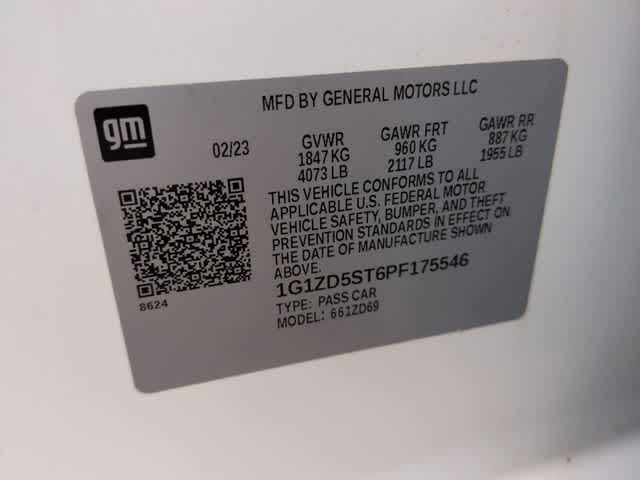 MFD BY GENERAL MOTORS LLC
gm
02/23
GVWR
1847 KG
4073 LB
GAWR FRT
960 KG
2117 LB
GAWR RR
887 KG
1955 LB
THIS VEHICLE CONFORMS TO ALL
APPLICABLE U.S. FEDERAL MOTOR
VEHICLE SAFETY, BUMPER, AND THEFT
PREVENTION STANDARDS IN EFFECT ON
THE DATE OF MANUFACTURE SHOWN
ABOVE.
1G1ZD5ST6PF175546
TYPE: PASS CAR
MODEL: 661ZD69
8624